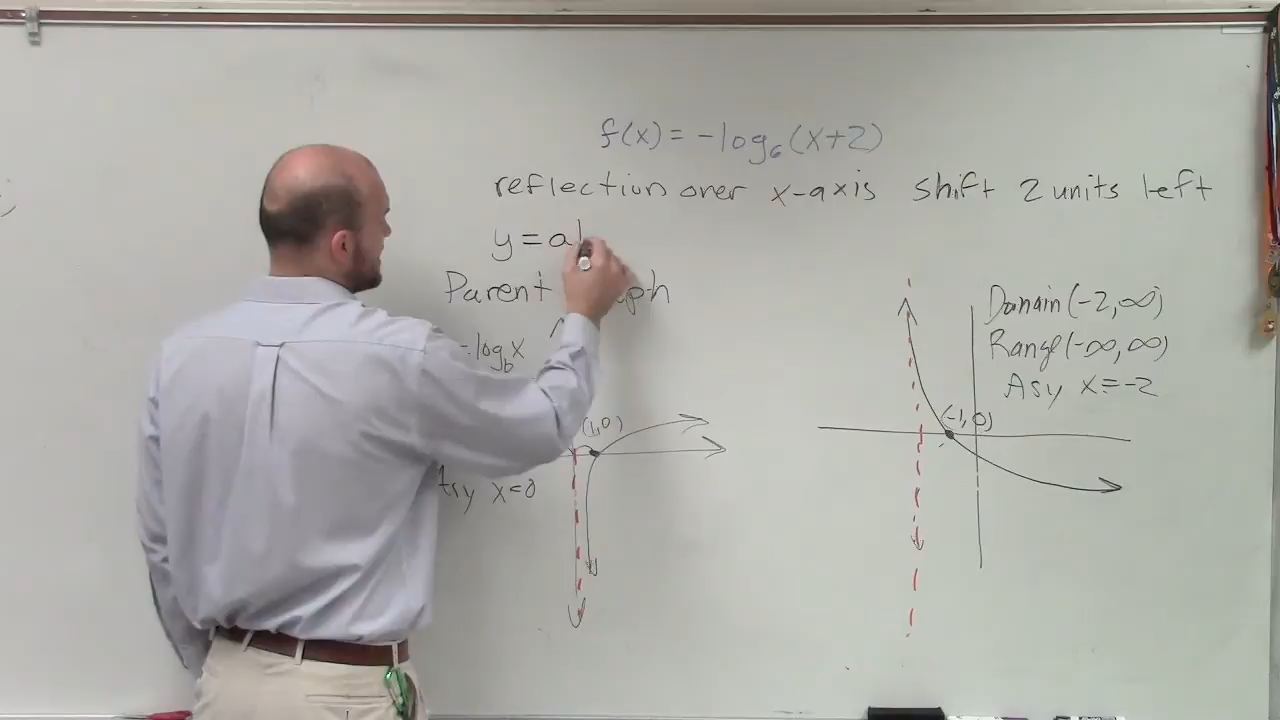 f(x) = -log₆(x+2)
reflection over x-axis shift 2 units left
y = a
Parent
logbx
(1,0)
Asy x=0
Domain (-2, ∞)
Range (-∞, ∞)
Asy x=-2
(-1, 0)